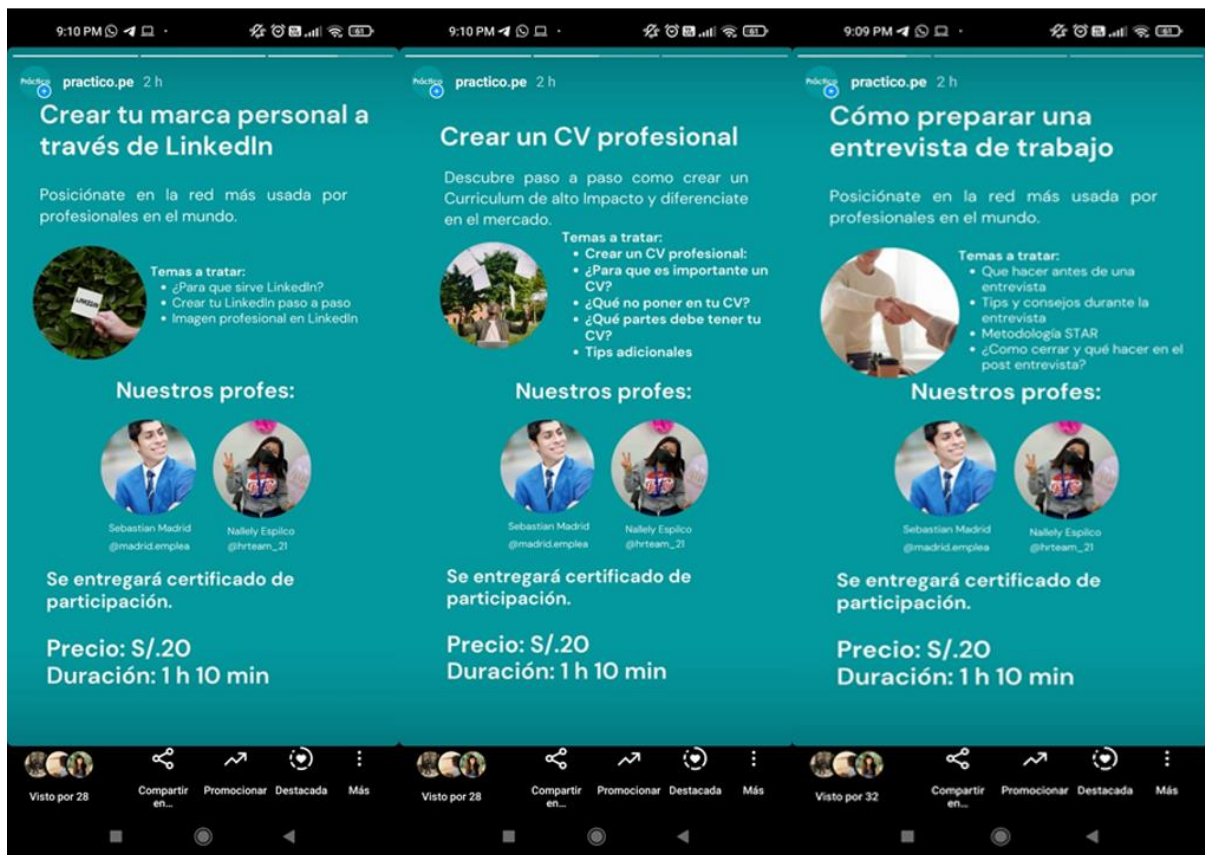 9:10 PM
61
Práctico
practico.pe 2 h
Crear tu marca personal a
través de LinkedIn
Posiciónate en la red más usada por
profesionales en el mundo.
LINKEDIN
Temas a tratar:
• ¿Para que sirve LinkedIn?
• Crear tu LinkedIn paso a paso
• Imagen profesional en LinkedIn
Nuestros profes:
Sebastian Madrid
@madrid.emplea
Nallely Espilco
@hrteam_21
Se entregará certificado de
participación.
Precio: S/.20
Duración: 1 h 10 min
Visto por 28
Compartir
en...
Promocionar
Destacada
Más
9:10 PM
61
Práctico
practico.pe 2 h
Crear un CV profesional
Descubre paso a paso como crear un
Curriculum de alto Impacto y diferenciate
en el mercado.
Temas a tratar:
• Crear un CV profesional:
• ¿Para que es importante un
CV?
• ¿Qué no poner en tu CV?
• ¿Qué partes debe tener tu
CV?
• Tips adicionales
Nuestros profes:
Sebastian Madrid
@madrid.emplea
Nallely Espilco
@hrteam_21
Se entregará certificado de
participación.
Precio: S/.20
Duración: 1 h 10 min
Visto por 28
Compartir
en...
Promocionar
Destacada
Más
9:09 PM
61
Práctico
practico.pe 2 h
Cómo preparar una
entrevista de trabajo
Posiciónate en la red más usada por
profesionales en el mundo.
Temas a tratar:
• Que hacer antes de una
entrevista
• Tips y consejos durante la
entrevista
• Metodología STAR
• ¿Como cerrar y qué hacer en el
post entrevista?
Nuestros profes:
Sebastian Madrid
@madrid.emplea
Nallely Espilco
@hrteam_21
Se entregará certificado de
participación.
Precio: S/.20
Duración: 1 h 10 min
Visto por 32
Compartir
en...
Promocionar
Destacada
Más